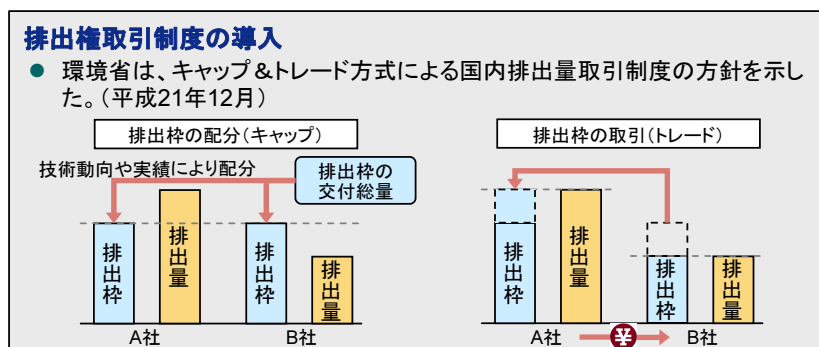 排出権取引制度の導入
● 環境省は、キャップ&トレード方式による国内排出量取引制度の方針を示し
た。(平成21年12月)
排出枠の配分(キャップ)
技術動向や実績により配分
排出枠の
交付総量
排出枠
排出量
排出枠
排出量
A社
B社
排出枠の取引(トレード)
排出枠
排出量
排出枠
排出量
A社
¥
B社